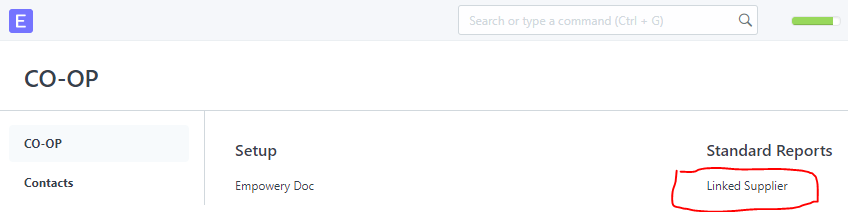 E
Search or type a command (Ctrl + G)
CO-OP
CO-OP
Contacts
Setup
Empowery Doc
Standard Reports
Linked Supplier